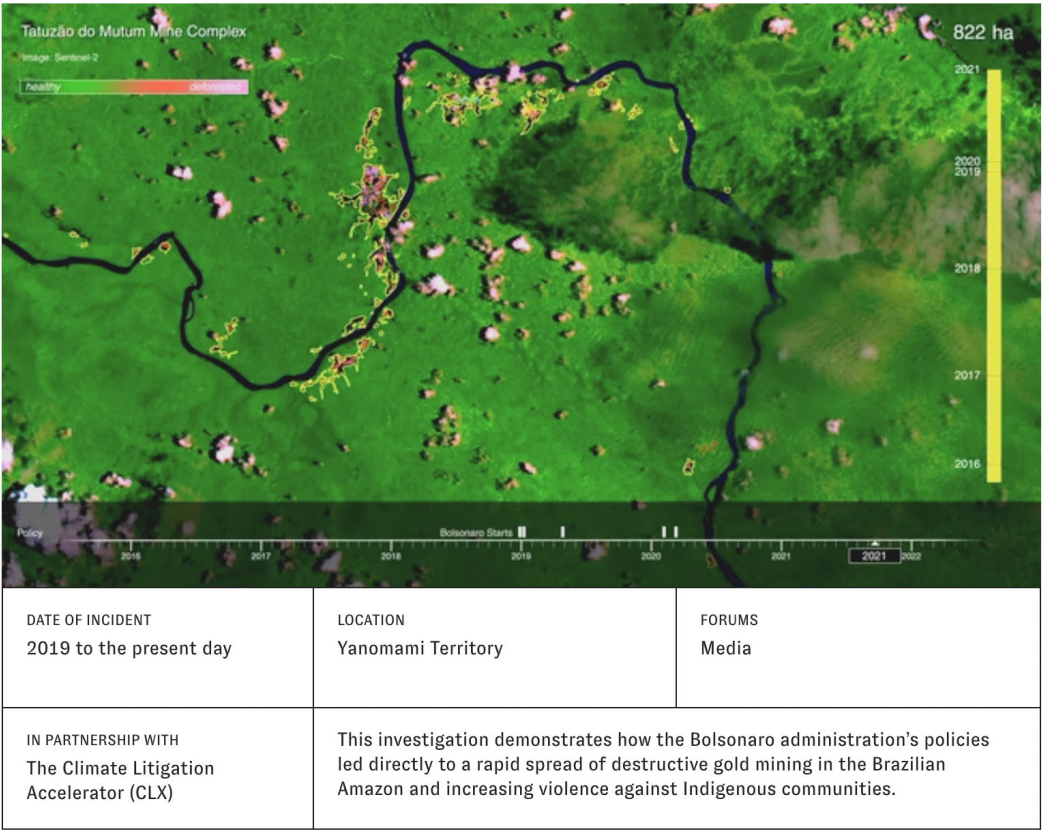 Tatuzão do Mutum Mine Complex
822 ha
Image: Sentinel-2
healthy
deforested
2021
2020
2019
2018
2017
2016
Policy
Bolsonaro Starts
2016
2017
2018
2019
2020
2021
2021
2022
DATE OF INCIDENT
2019 to the present day
LOCATION
Yanomami Territory
FORUMS
Media
IN PARTNERSHIP WITH
The Climate Litigation
Accelerator (CLX)
This investigation demonstrates how the Bolsonaro administration’s policies
led directly to a rapid spread of destructive gold mining in the Brazilian
Amazon and increasing violence against Indigenous communities.